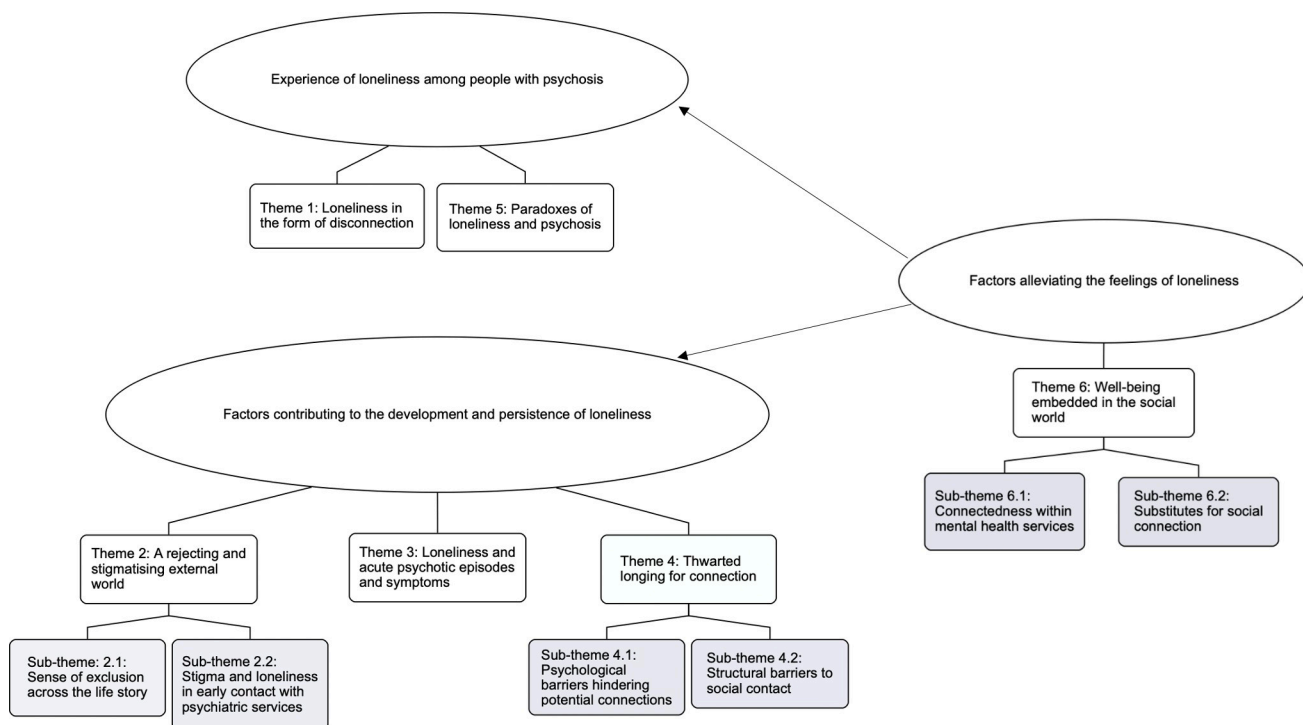 Experience of loneliness among people with psychosis
Theme 1: Loneliness in
the form of disconnection
Theme 5: Paradoxes of
loneliness and psychosis
Factors alleviating the feelings of loneliness
Theme 6: Well-being
embedded in the social
world
Sub-theme 6.1:
Connectedness within
mental health services
Sub-theme 6.2:
Substitutes for social
connection
Factors contributing to the development and persistence of loneliness
Theme 2: A rejecting and
stigmatising external
world
Theme 3: Loneliness and
acute psychotic episodes
and symptoms
Theme 4: Thwarted
longing for connection
Sub-theme: 2.1:
Sense of exclusion
across the life story
Sub-theme 2.2:
Stigma and loneliness
in early contact with
psychiatric services
Sub-theme 4.1:
Psychological
barriers hindering
potential connections
Sub-theme 4.2:
Structural barriers to
social contact